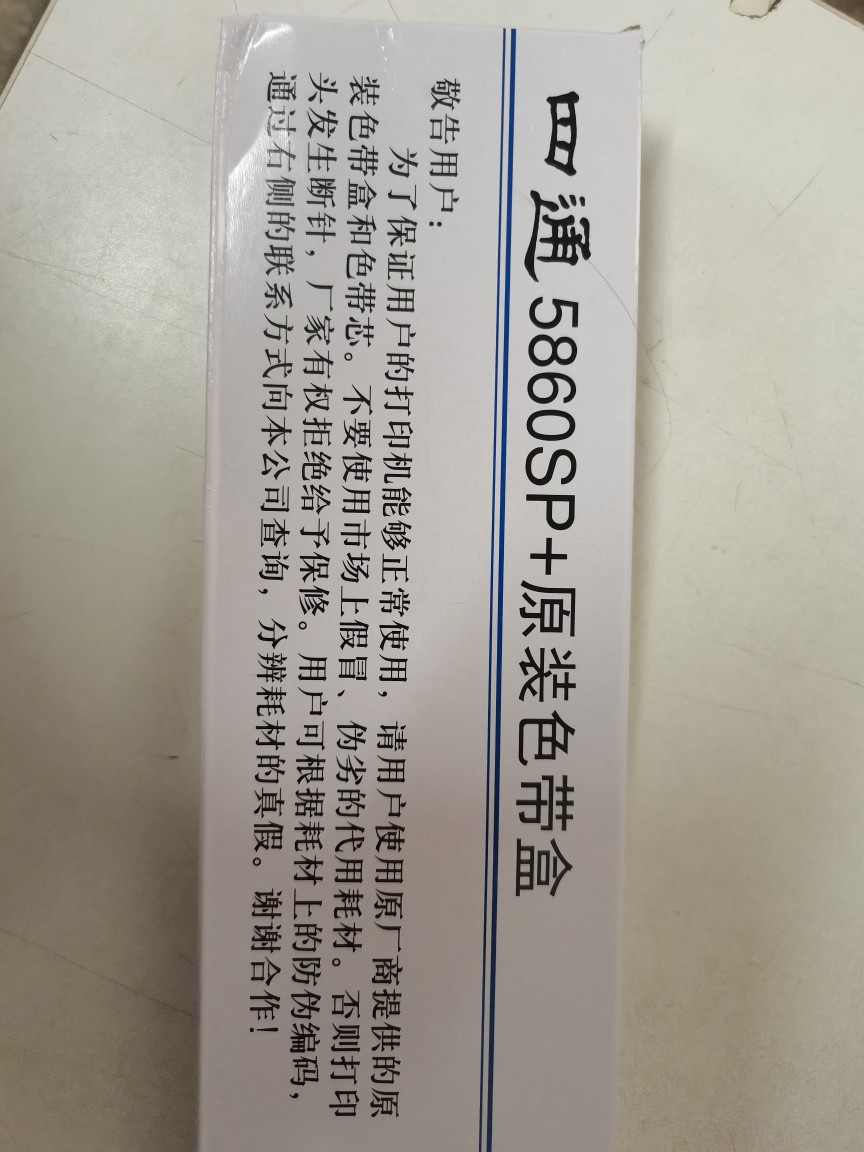 四通 5860SP+原装色带盒
敬告用户：
为了保证用户的打印机能够正常使用，请用户使用原厂商提供的原
装色带盒和色带芯。不要使用市场上假冒、伪劣的代用耗材。否则打印
头发生断针，厂家有权拒绝给予保修。用户可根据耗材上的防伪编码，
通过右侧的联系方式向本公司查询，分辨耗材的真假。谢谢合作！